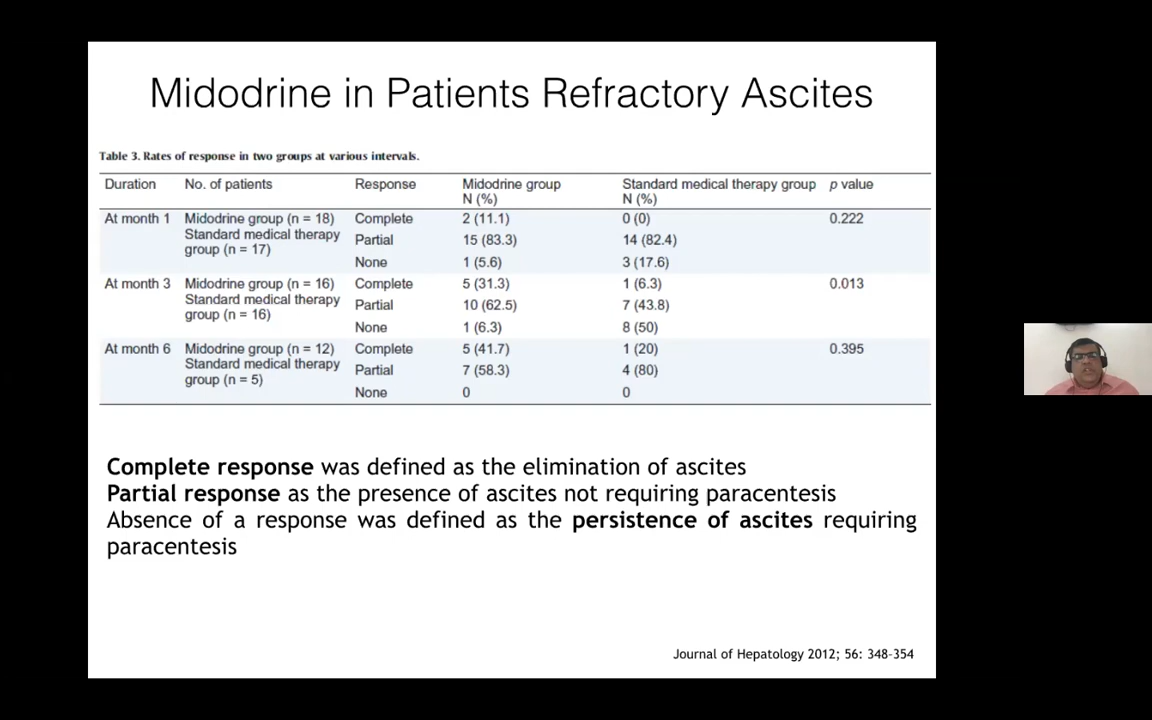 Midodrine in Patients Refractory Ascites
Table 3. Rates of response in two groups at various intervals.
Duration No. of patients Response Midodrine group N (%) Standard medical therapy group N (%) p value
At month 1 Midodrine group (n = 18) Complete 2 (11.1) 0 (0) 0.222
Standard medical therapy group (n = 17) Partial 15 (83.3) 14 (82.4)
None 1 (5.6) 3 (17.6)
At month 3 Midodrine group (n = 16) Complete 5 (31.3) 1 (6.3) 0.013
Standard medical therapy group (n = 16) Partial 10 (62.5) 7 (43.8)
None 1 (6.3) 8 (50)
At month 6 Midodrine group (n = 12) Complete 5 (41.7) 1 (20) 0.395
Standard medical therapy group (n = 5) Partial 7 (58.3) 4 (80)
None 0 0
Complete response was defined as the elimination of ascites
Partial response as the presence of ascites not requiring paracentesis
Absence of a response was defined as the persistence of ascites requiring
paracentesis
Journal of Hepatology 2012; 56: 348-354